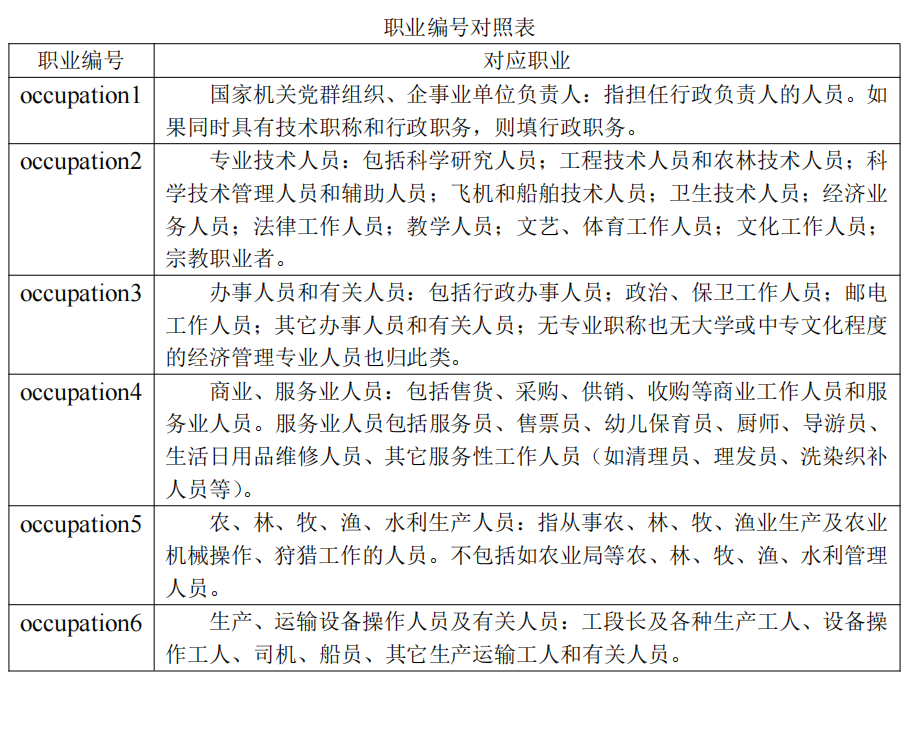 职业编号对照表
职业编号 对应职业
occupation1 国家机关党群组织、企事业单位负责人：指担任行政负责人的人员。如
果同时具有技术职称和行政职务，则填行政职务。
occupation2 专业技术人员：包括科学研究人员；工程技术人员和农林技术人员；科
学技术管理人员和辅助人员；飞机和船舶技术人员；卫生技术人员；经济业
务人员；法律工作人员；教学人员；文艺、体育工作人员；文化工作人员；
宗教职业者。
occupation3 办事人员和有关人员：包括行政办事人员；政治、保卫工作人员；邮电
工作人员；其它办事人员和有关人员；无专业职称也无大学或中专文化程度
的经济管理专业人员也归此类。
occupation4 商业、服务业人员：包括售货、采购、供销、收购等商业工作人员和服
务业人员。服务业人员包括服务员、售票员、幼儿保育员、厨师、导游员、
生活日用品维修人员、其它服务性工作人员（如清理员、理发员、洗染织补
人员等）。
occupation5 农、林、牧、渔、水利生产人员：指从事农、林、牧、渔业生产及农业
机械操作、狩猎工作的人员。不包括如农业局等农、林、牧、渔、水利管理
人员。
occupation6 生产、运输设备操作人员及有关人员：工段长及各种生产工人、设备操
作工人、司机、船员、其它生产运输工人和有关人员。